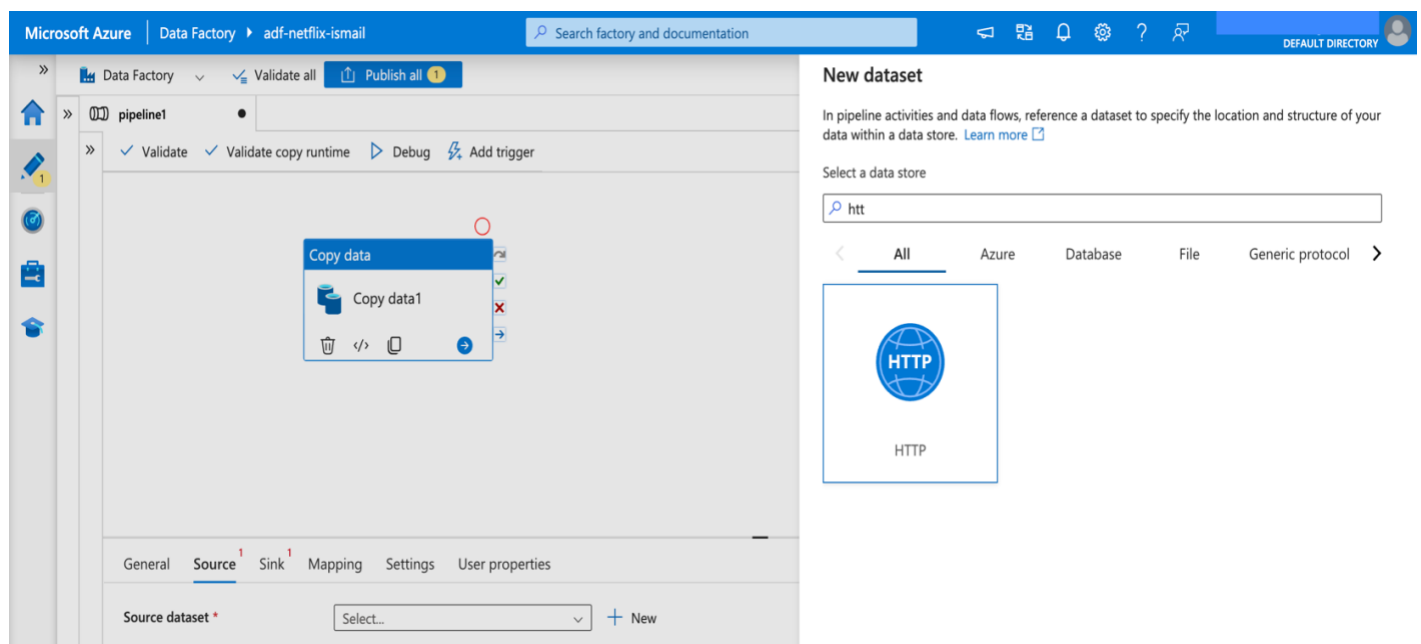 Microsoft Azure Data Factory adf-netflix-ismail Search factory and documentation
DEFAULT DIRECTORY
Data Factory Validate all Publish all 1
pipeline1
Validate Validate copy runtime Debug Add trigger
1
Copy data
Copy data1
General Source 1 Sink 1 Mapping Settings User properties
Source dataset * Select... New
New dataset
In pipeline activities and data flows, reference a dataset to specify the location and structure of your
data within a data store. Learn more
Select a data store
htt
All Azure Database File Generic protocol
HTTP
HTTP